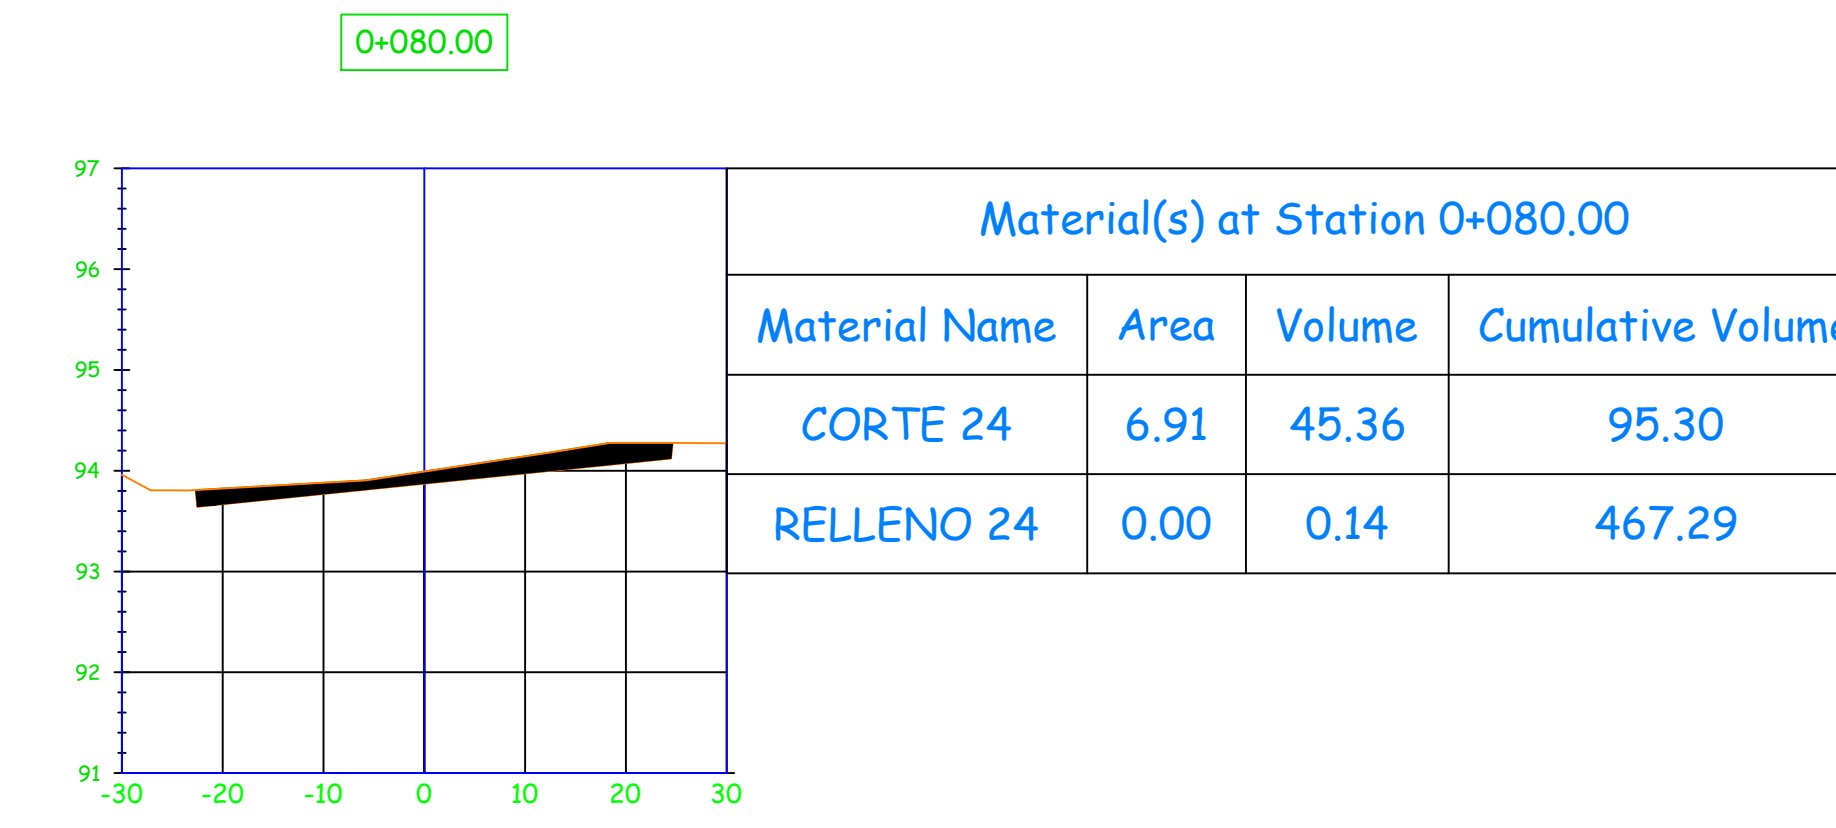 0+080.00
97
96
95
94
93
92
91
-30 -20 -10 0 10 20 30
Material(s) at Station 0+080.00
Material Name Area Volume Cumulative Volume
CORTE 24 6.91 45.36 95.30
RELLENO 24 0.00 0.14 467.29